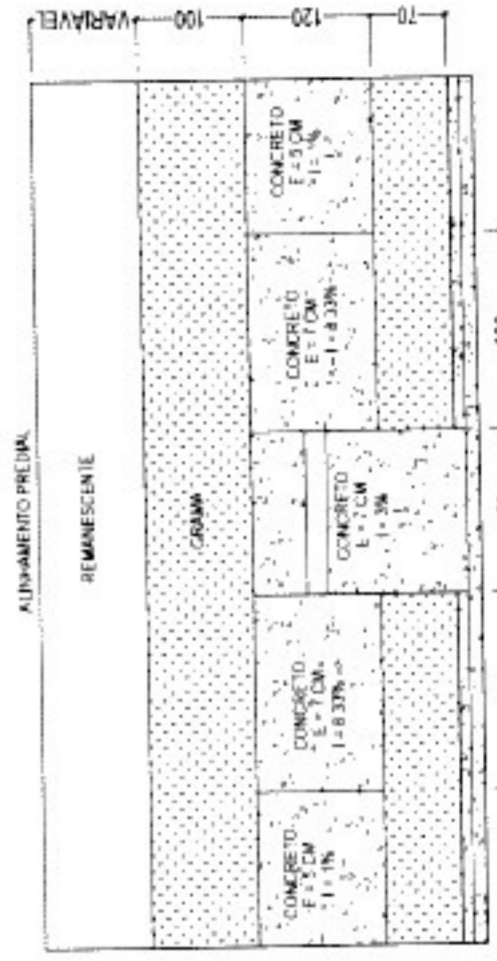 ALINHAMENTO PREDIAL
REMANESCENTE
GRAMA
CONCRETO
E = 5 CM
I = 1%
CONCRETO
E = 7 CM
I = 8.33%
CONCRETO
E = 7 CM
I = 3%
CONCRETO
E = 7 CM
I = 8.33%
CONCRETO
E = 5 CM
I = 1%
VARIÁVEL
100
120
70